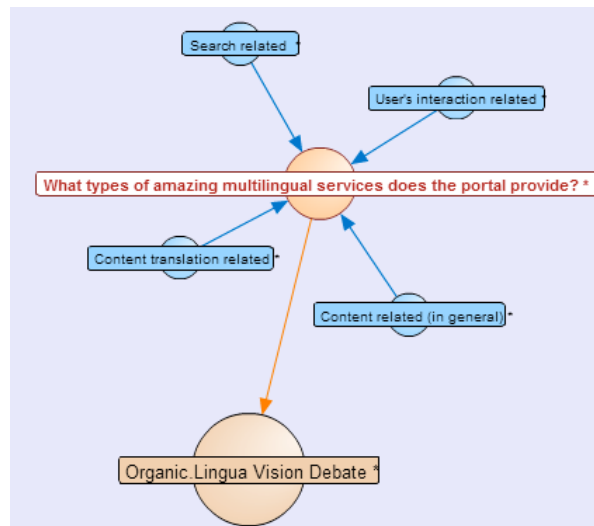 Search related *
User's interaction related *
What types of amazing multilingual services does the portal provide? *
Content translation related *
Content related (in general) *
Organic.Lingua Vision Debate *